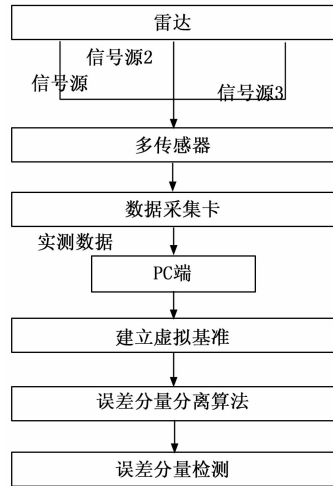 雷达
信号源2
信号源
信号源3
多传感器
数据采集卡
实测数据
PC端
建立虚拟基准
误差分量分离算法
误差分量检测